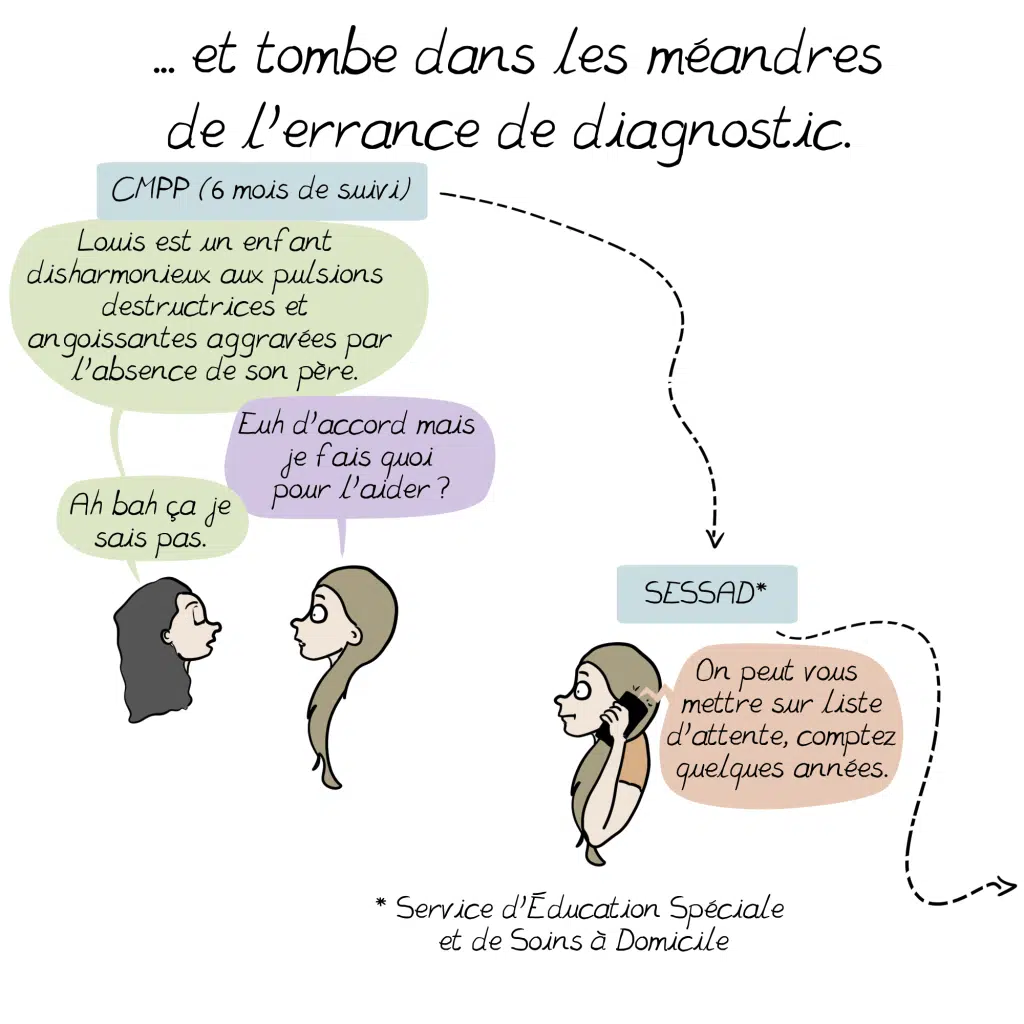 ... et tombe dans les méandres
de l'errance de diagnostic.
CMPP (6 mois de suivi)
Louis est un enfant
disharmonieux aux pulsions
destructrices et
angoissantes aggravées par
l'absence de son père.
Euh d'accord mais
je fais quoi
pour l'aider ?
Ah bah ça je
sais pas.
SESSAD*
On peut vous
mettre sur liste
d'attente, comptez
quelques années.
* Service d'Éducation Spéciale
et de Soins à Domicile